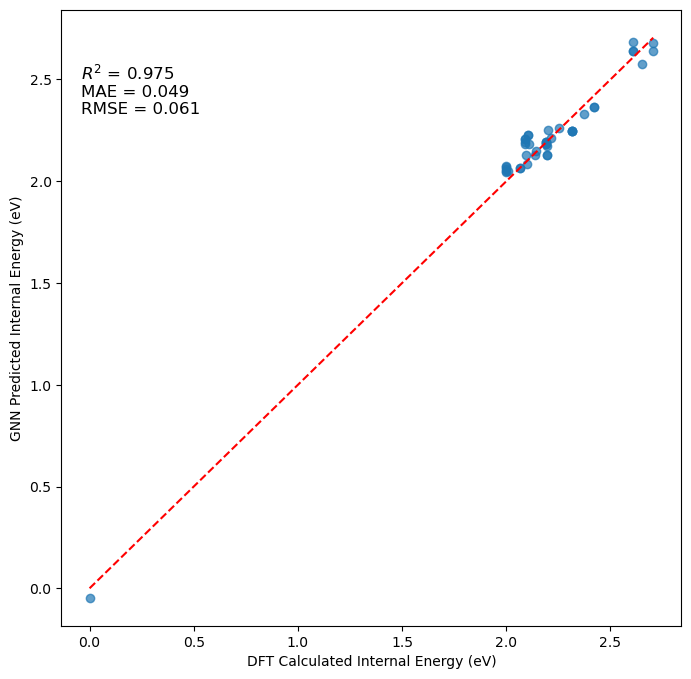 R² = 0.975
MAE = 0.049
RMSE = 0.061
GNN Predicted Internal Energy (eV)
2.5
2.0
1.5
1.0
0.5
0.0
0.0 0.5 1.0 1.5 2.0 2.5
DFT Calculated Internal Energy (eV)